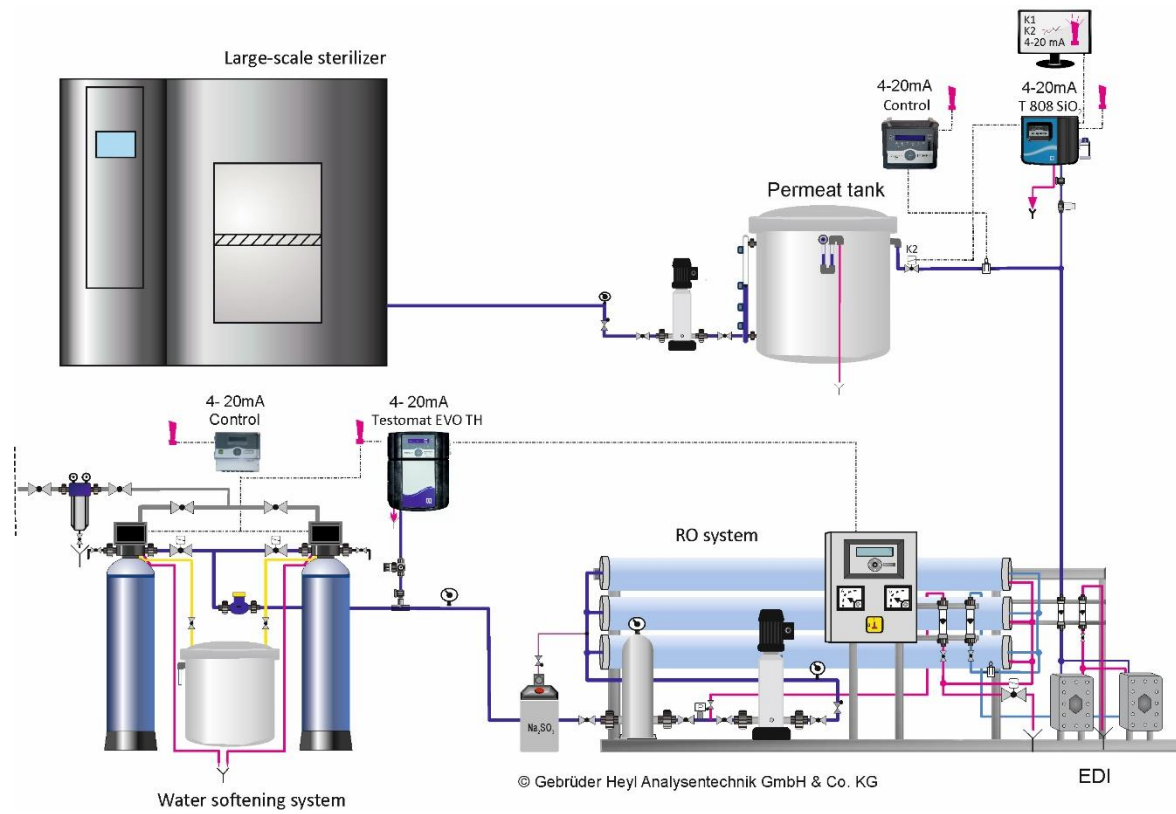 Large-scale sterilizer
K1
K2
4-20 mA
4-20mA
Control
4-20mA
T 808 SiO₂
Permeat tank
K2
4- 20mA
Control
4- 20mA
Testomat EVO TH
RO system
Na₂SO₃
© Gebrüder Heyl Analysentechnik GmbH & Co. KG
EDI
Water softening system